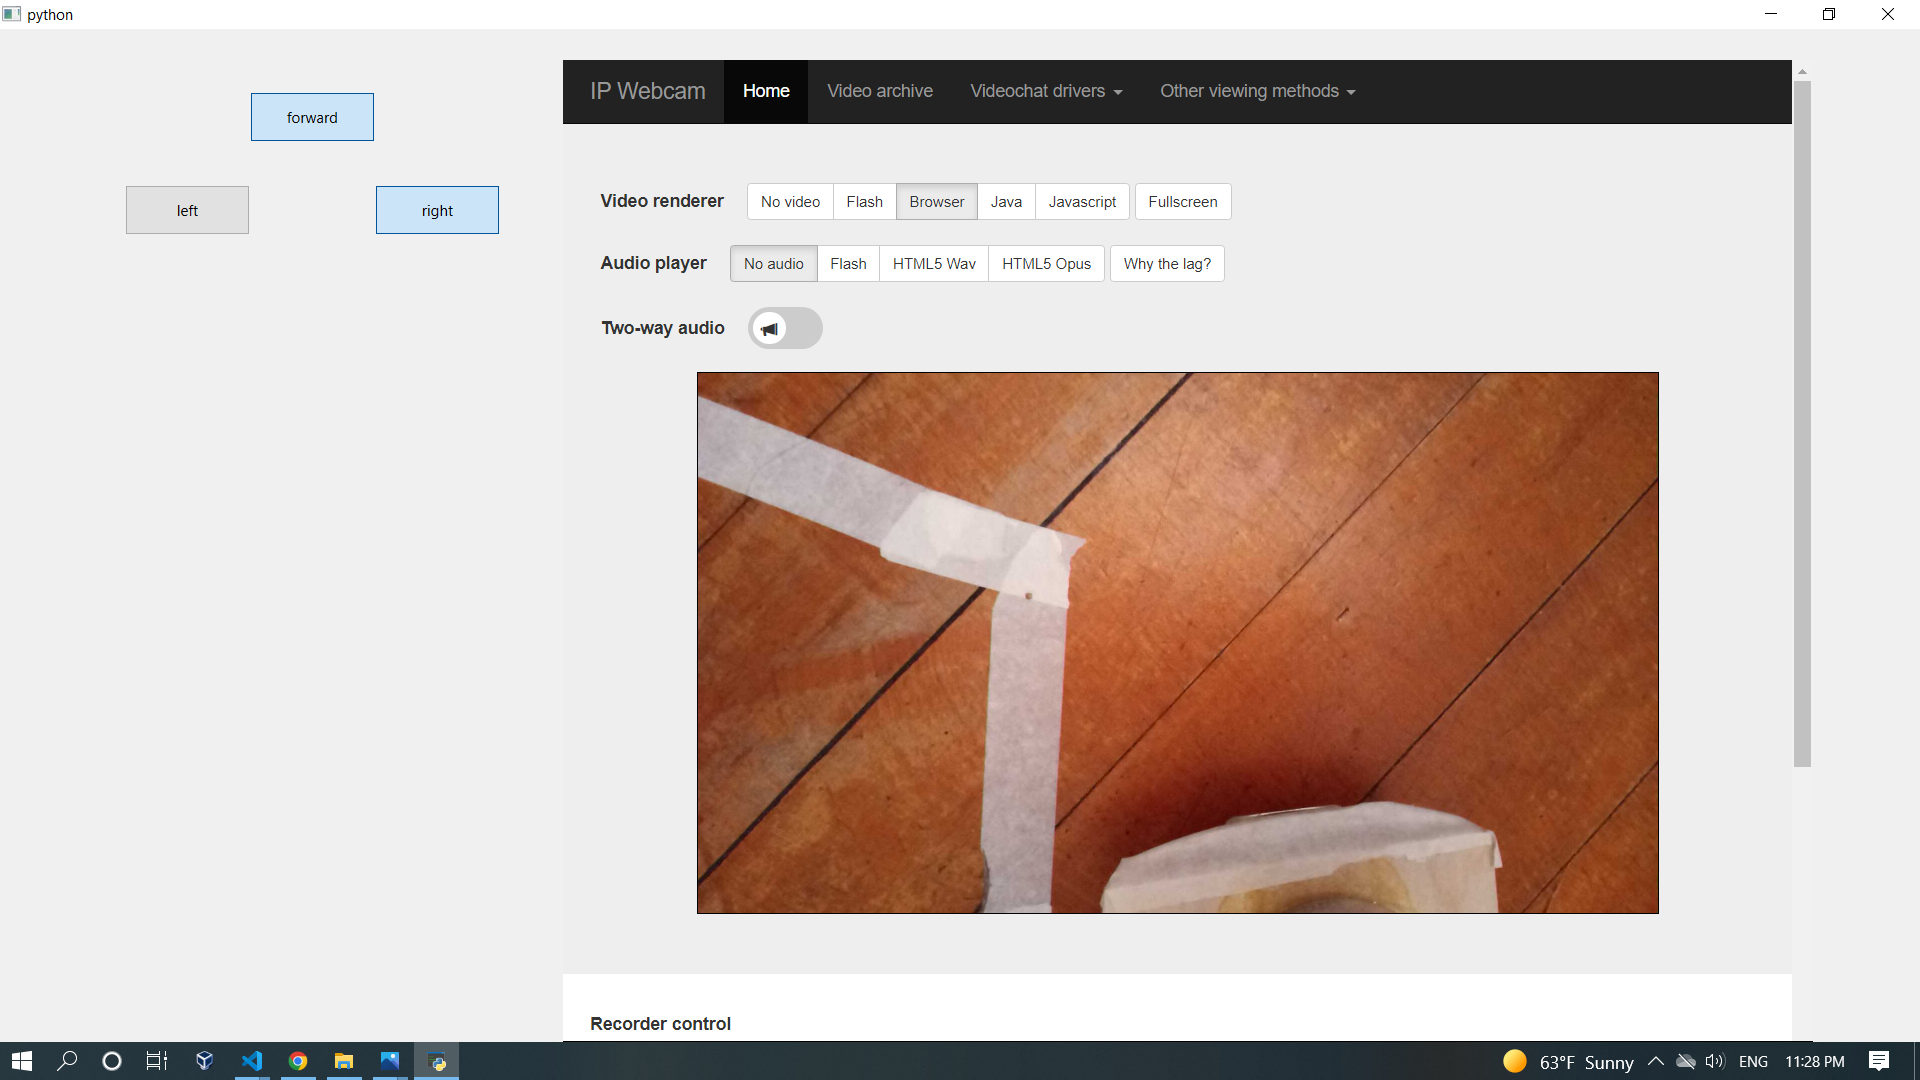 python
forward
left
right
IP Webcam Home Video archive Videochat drivers Other viewing methods
Video renderer No video Flash Browser Java Javascript Fullscreen
Audio player No audio Flash HTML5 Wav HTML5 Opus Why the lag?
Two-way audio
Recorder control
63°F Sunny ENG 11:28 PM